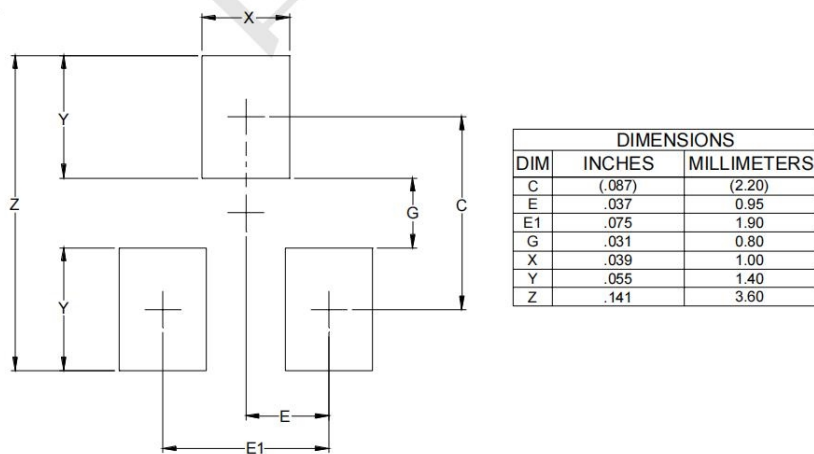 X
Y
Z
G
C
Y
E
E1
DIMENSIONS
DIM INCHES MILLIMETERS
C (.087) (2.20)
E .037 0.95
E1 .075 1.90
G .031 0.80
X .039 1.00
Y .055 1.40
Z .141 3.60